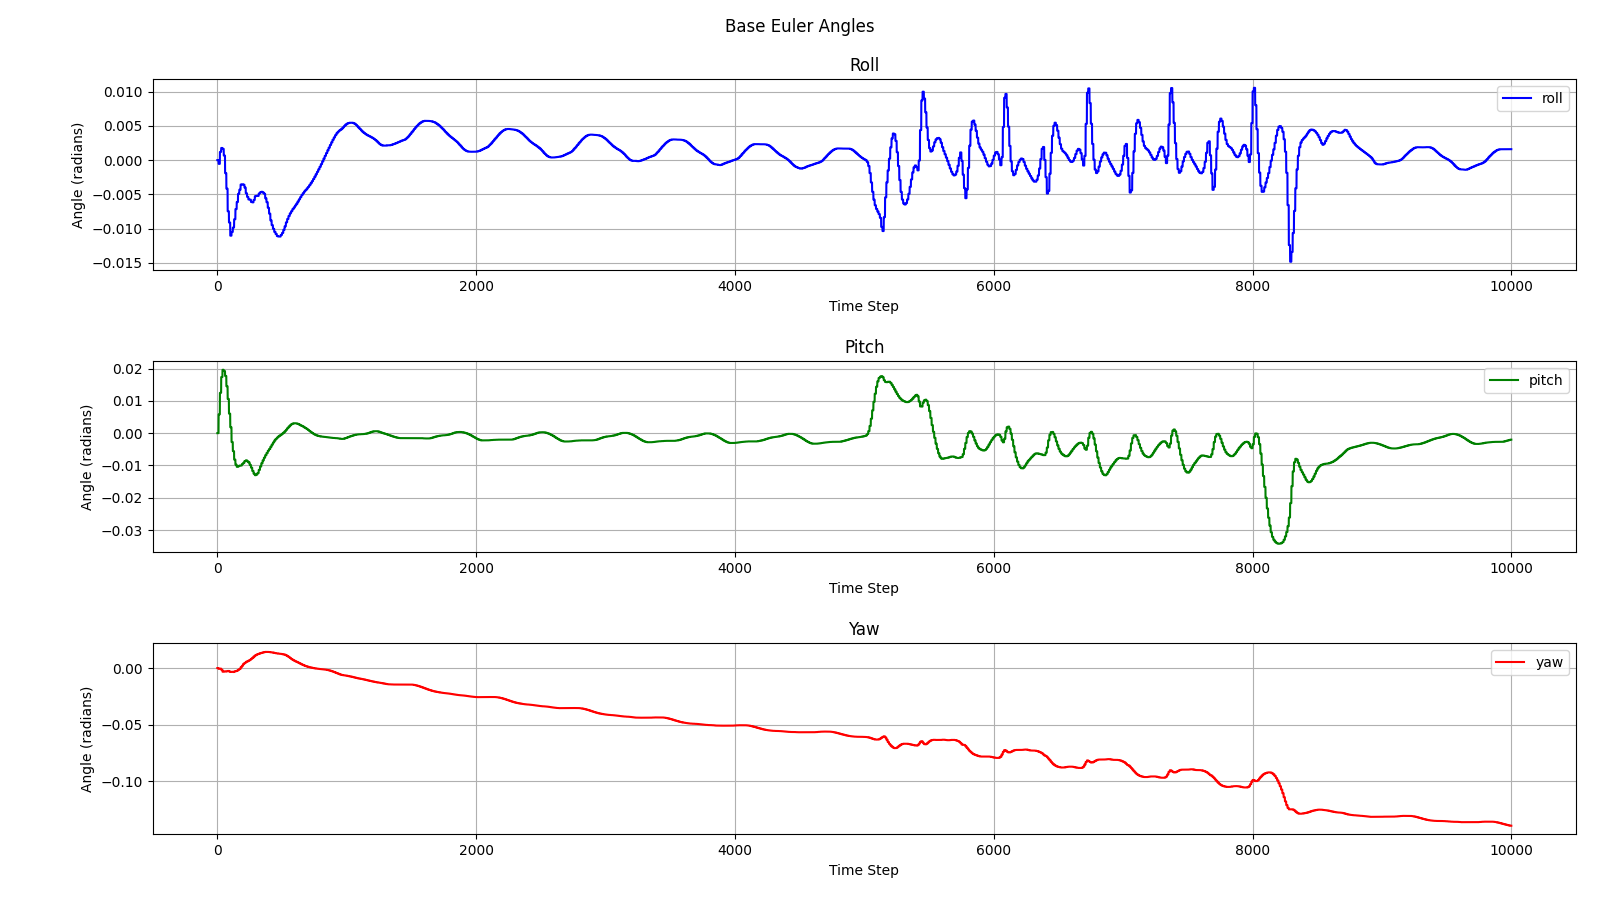 Base Euler Angles
Roll
0.010
0.005
0.000
−0.005
−0.010
−0.015
Angle (radians)
roll
0 2000 4000 6000 8000 10000
Time Step
Pitch
0.02
0.01
0.00
−0.01
−0.02
−0.03
Angle (radians)
pitch
0 2000 4000 6000 8000 10000
Time Step
Yaw
0.00
−0.05
−0.10
Angle (radians)
yaw
0 2000 4000 6000 8000 10000
Time Step